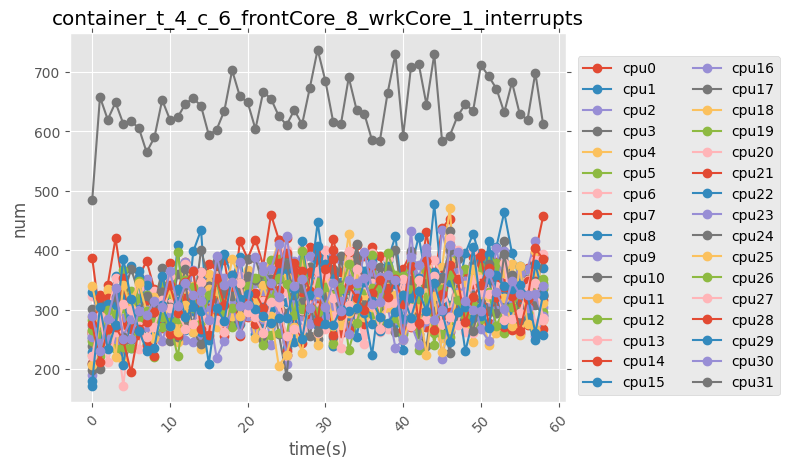 container_t_4_c_6_frontCore_8_wrkCore_1_interrupts
700
600
500
400
300
200
num
0
10
20
30
40
50
60
time(s)
cpu0
cpu1
cpu2
cpu3
cpu4
cpu5
cpu6
cpu7
cpu8
cpu9
cpu10
cpu11
cpu12
cpu13
cpu14
cpu15
cpu16
cpu17
cpu18
cpu19
cpu20
cpu21
cpu22
cpu23
cpu24
cpu25
cpu26
cpu27
cpu28
cpu29
cpu30
cpu31